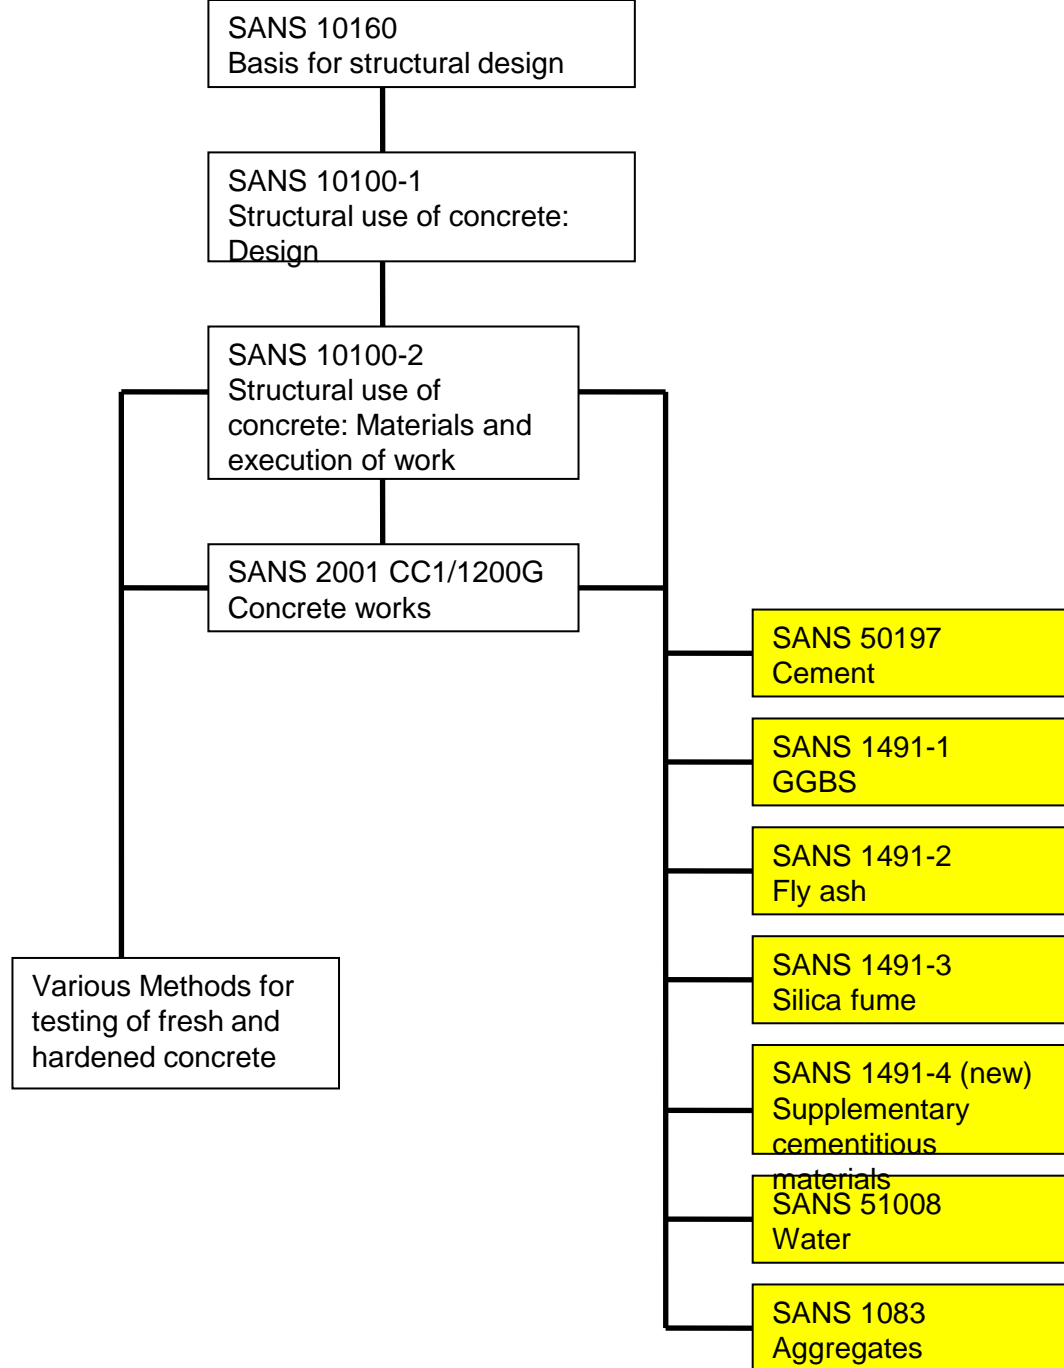 SANS 10160
Basis for structural design
SANS 10100-1
Structural use of concrete:
Design
SANS 10100-2
Structural use of
concrete: Materials and
execution of work
SANS 2001 CC1/1200G
Concrete works
SANS 50197
Cement
SANS 1491-1
GGBS
SANS 1491-2
Fly ash
SANS 1491-3
Silica fume
Various Methods for
testing of fresh and
hardened concrete
SANS 1491-4 (new)
Supplementary
cementitious
materials
SANS 51008
Water
SANS 1083
Aggregates